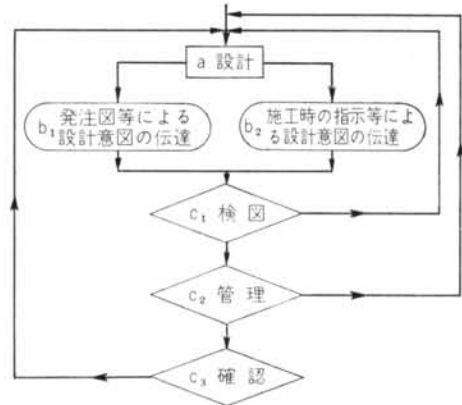 a 設計
b₁ 発注図等による
設計意図の伝達
b₂ 施工時の指示等によ
る設計意図の伝達
c₁ 検図
c₂ 管理
c₃ 確認